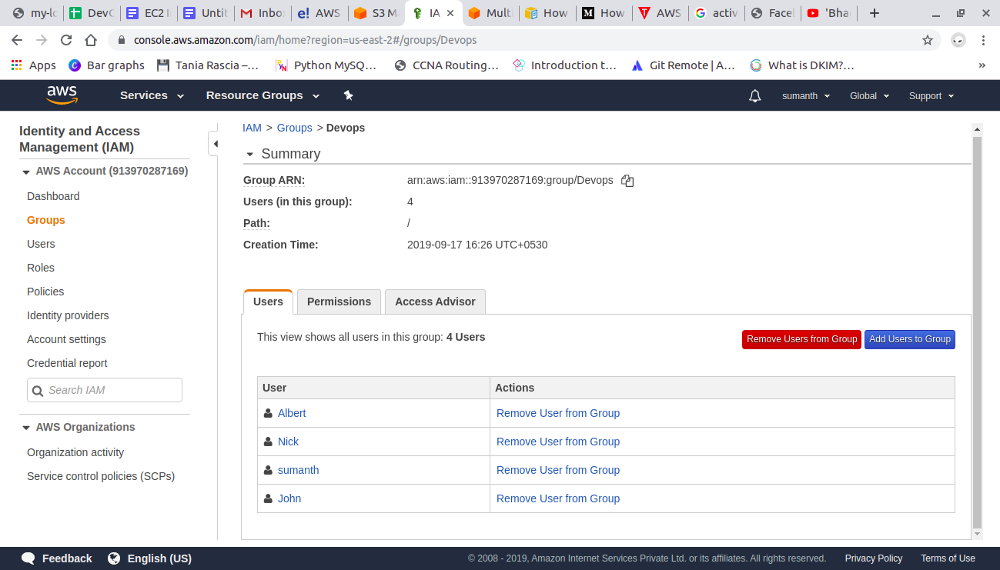 my-lo DevC EC2 I Untit Inbo AWS S3 M IA Mult How How AWS activ Facel 'Bha
console.aws.amazon.com/iam/home?region=us-east-2#/groups/Devops
Apps Bar graphs Tania Rascia –... Python MySQ... CCNA Routing... Introduction t... Git Remote | A... What is DKIM?... »
aws Services Resource Groups sumanth Global Support
Identity and Access
Management (IAM)
AWS Account (913970287169)
Dashboard
Groups
Users
Roles
Policies
Identity providers
Account settings
Credential report
Search IAM
AWS Organizations
Organization activity
Service control policies (SCPs)
IAM > Groups > Devops
Summary
Group ARN: arn:aws:iam::913970287169:group/Devops
Users (in this group): 4
Path: /
Creation Time: 2019-09-17 16:26 UTC+0530
Users Permissions Access Advisor
This view shows all users in this group: 4 Users Remove Users from Group Add Users to Group
User Actions
Albert Remove User from Group
Nick Remove User from Group
sumanth Remove User from Group
John Remove User from Group
Feedback English (US) © 2008 - 2019, Amazon Internet Services Private Ltd. or its affiliates. All rights reserved. Privacy Policy Terms of Use